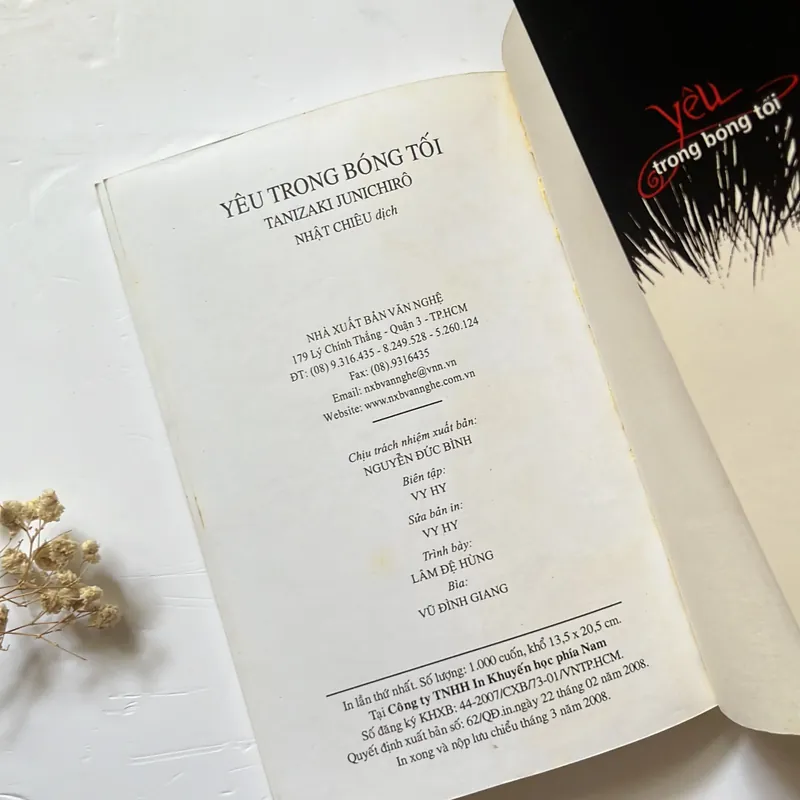 YÊU TRONG BÓNG TỐI
TANIZAKI JUNICHIRÔ
NHẬT CHIÊU dịch
NHÀ XUẤT BẢN VĂN NGHỆ
179 Lý Chính Thắng - Quận 3 - TP.HCM
ĐT: (08) 9.316.435 - 8.249.528 - 5.260.124
Fax: (08).9316435
Email: nxbvannghe@vnn.vn
Website: www.nxbvannghe.com.vn
Chịu trách nhiệm xuất bản:
NGUYỄN ĐỨC BÌNH
Biên tập:
VY HY
Sửa bản in:
VY HY
Trình bày:
LÂM ĐỆ HÙNG
Bìa:
VŨ ĐÌNH GIANG
In lần thứ nhất. Số lượng: 1.000 cuốn, khổ 13,5 x 20,5 cm.
Tại Công ty TNHH In Khuyến học phía Nam
Số đăng ký KHXB: 44-2007/CXB/73-01/VNTP.HCM.
Quyết định xuất bản số: 62/QĐ.in.ngày 22 tháng 02 năm 2008.
In xong và nộp lưu chiểu tháng 3 năm 2008.
yêu
trong bóng tối